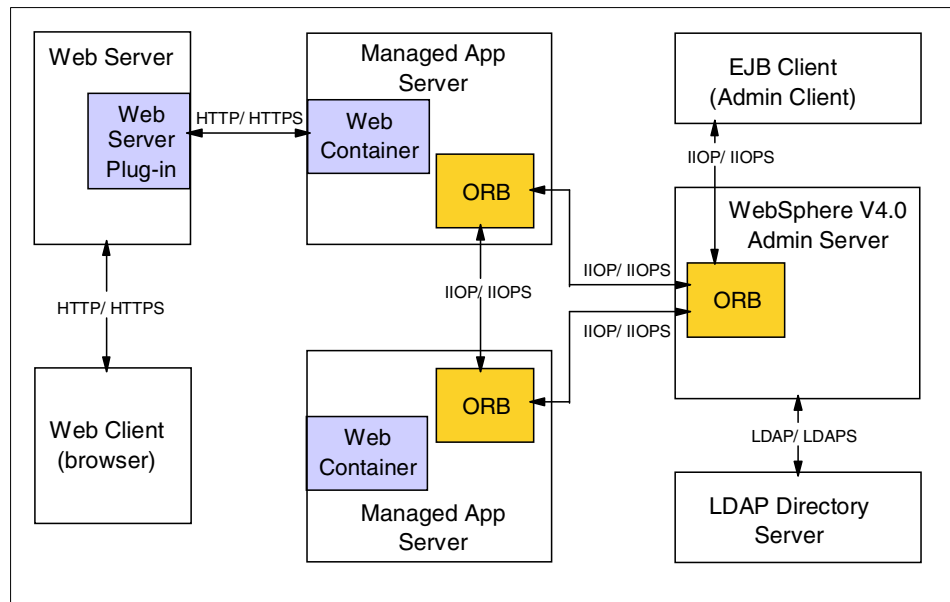 Web Server
Web
Server
Plug-in
HTTP/ HTTPS
HTTP/ HTTPS
Web Client
(browser)
Managed App
Server
Web
Container
ORB
IIOP/ IIOPS
ORB
Web
Container
Managed App
Server
IIOP/ IIOPS
IIOP/ IIOPS
EJB Client
(Admin Client)
IIOP/ IIOPS
WebSphere V4.0
Admin Server
ORB
LDAP/ LDAPS
LDAP Directory
Server